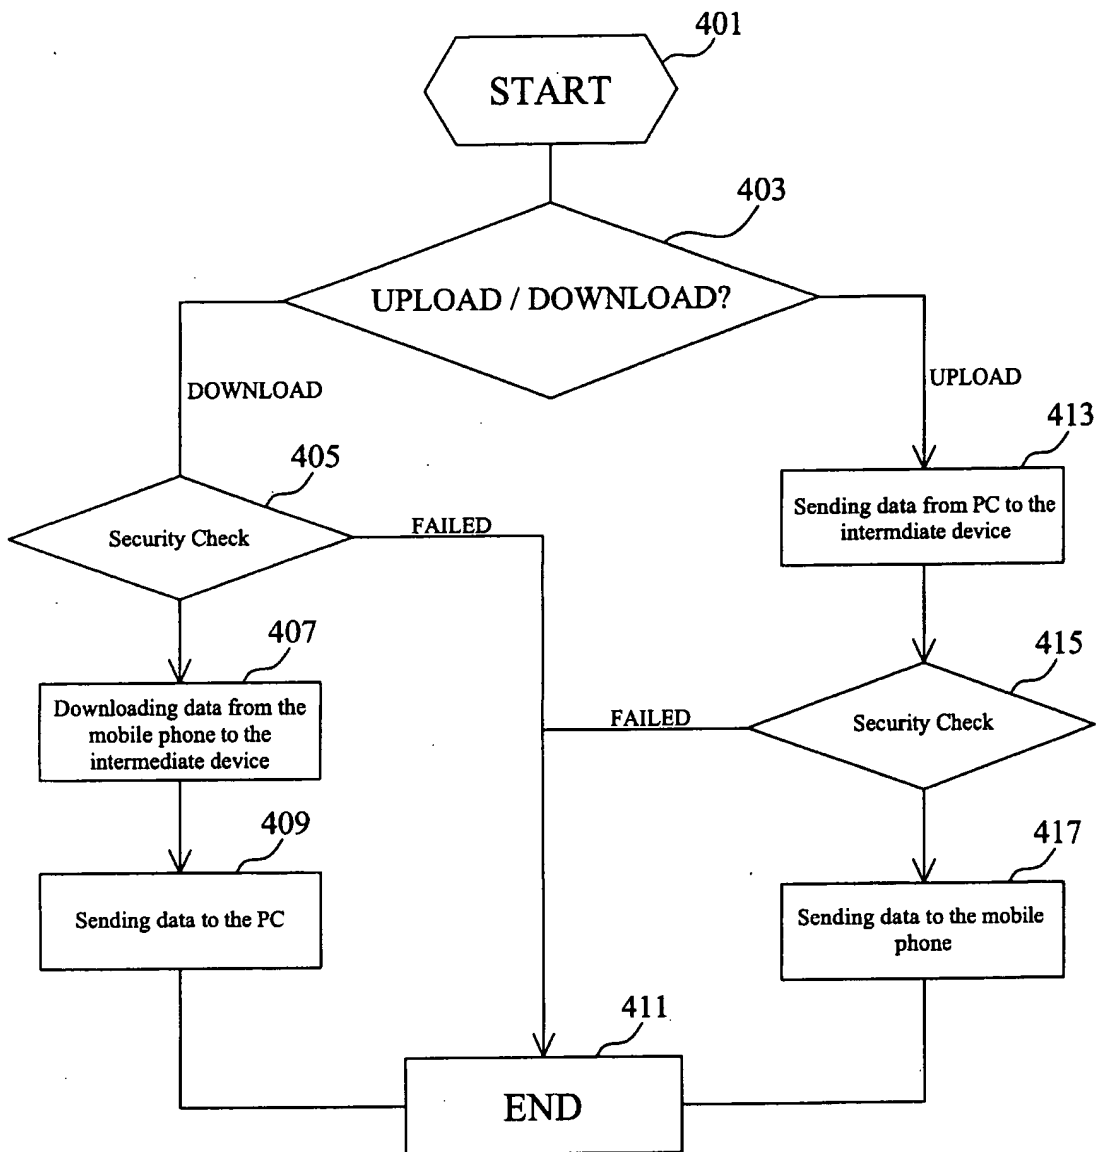 401
START
403
UPLOAD / DOWNLOAD?
DOWNLOAD
UPLOAD
405
Security Check
FAILED
413
Sending data from PC to the
intermdiate device
407
Downloading data from the
mobile phone to the
intermediate device
415
Security Check
FAILED
409
Sending data to the PC
417
Sending data to the mobile
phone
411
END